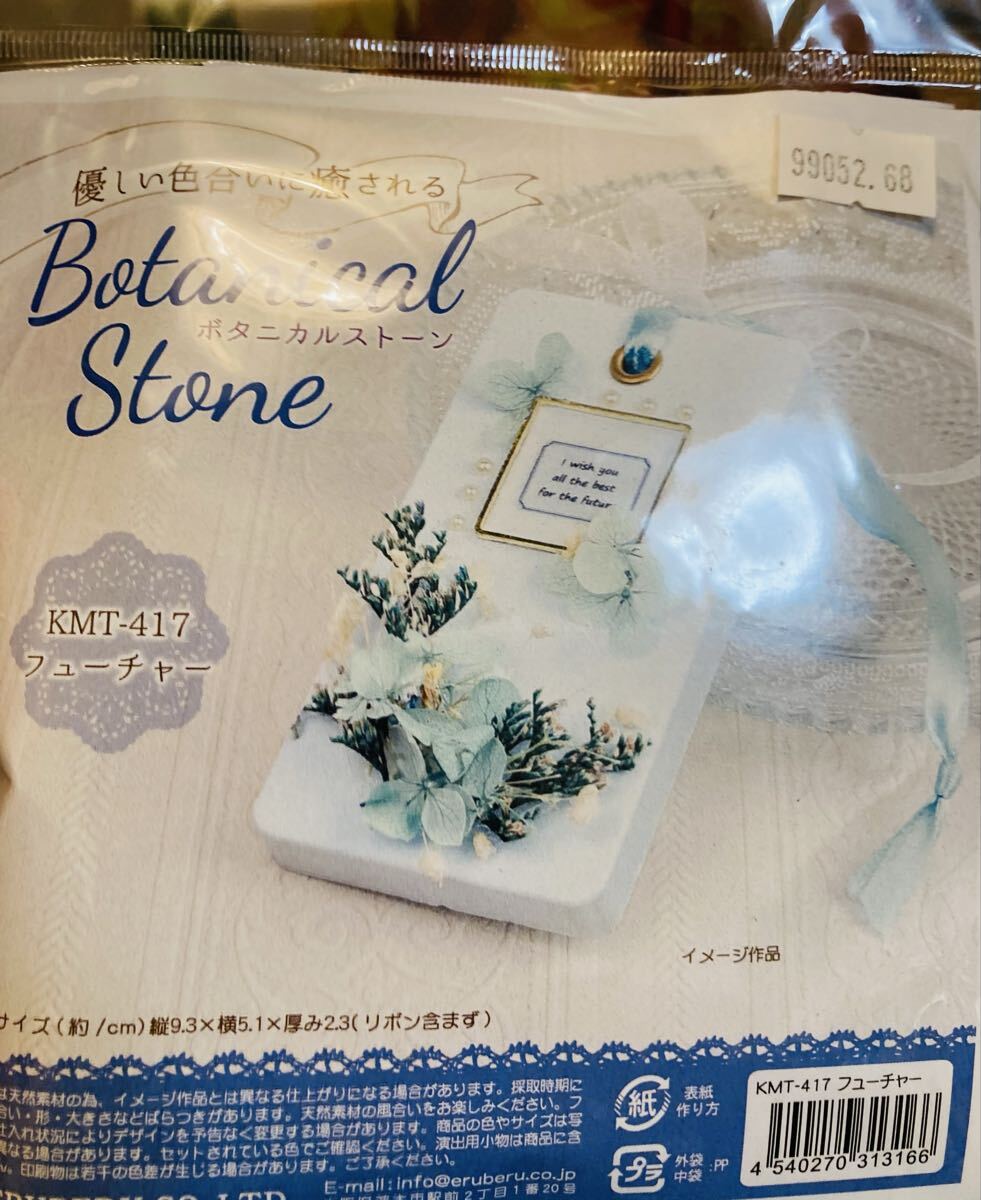 99052.68
優しい色合いに癒される
Botanical
ボタニカルストーン
Stone
I wish you
all the best
for the futur
KMT-417
フューチャー
イメージ作品
サイズ(約/cm)縦9.3×横5.1×厚み2.3(リボン含まず)
は天然素材の為、イメージ作品とは異なる仕上がりになる場合があります。採取時期に
合い・形・大きさなどばらつきがあります。天然素材の風合いをお楽しみください。フ
仕入れ状況によりデザインを予告なく変更する場合があります。商品の色やサイズは写
異なる場合があります。セットされている色でご確認ください。演出用小物は商品に含
ん。印刷物は若干の色差が生じる場合があります。ご了承ください。
E-mail:info@eruberu.co.jp
紙
表紙
作り方
プラ
外袋
中袋
:PP
KMT-417 フューチャー
4 540270 313166